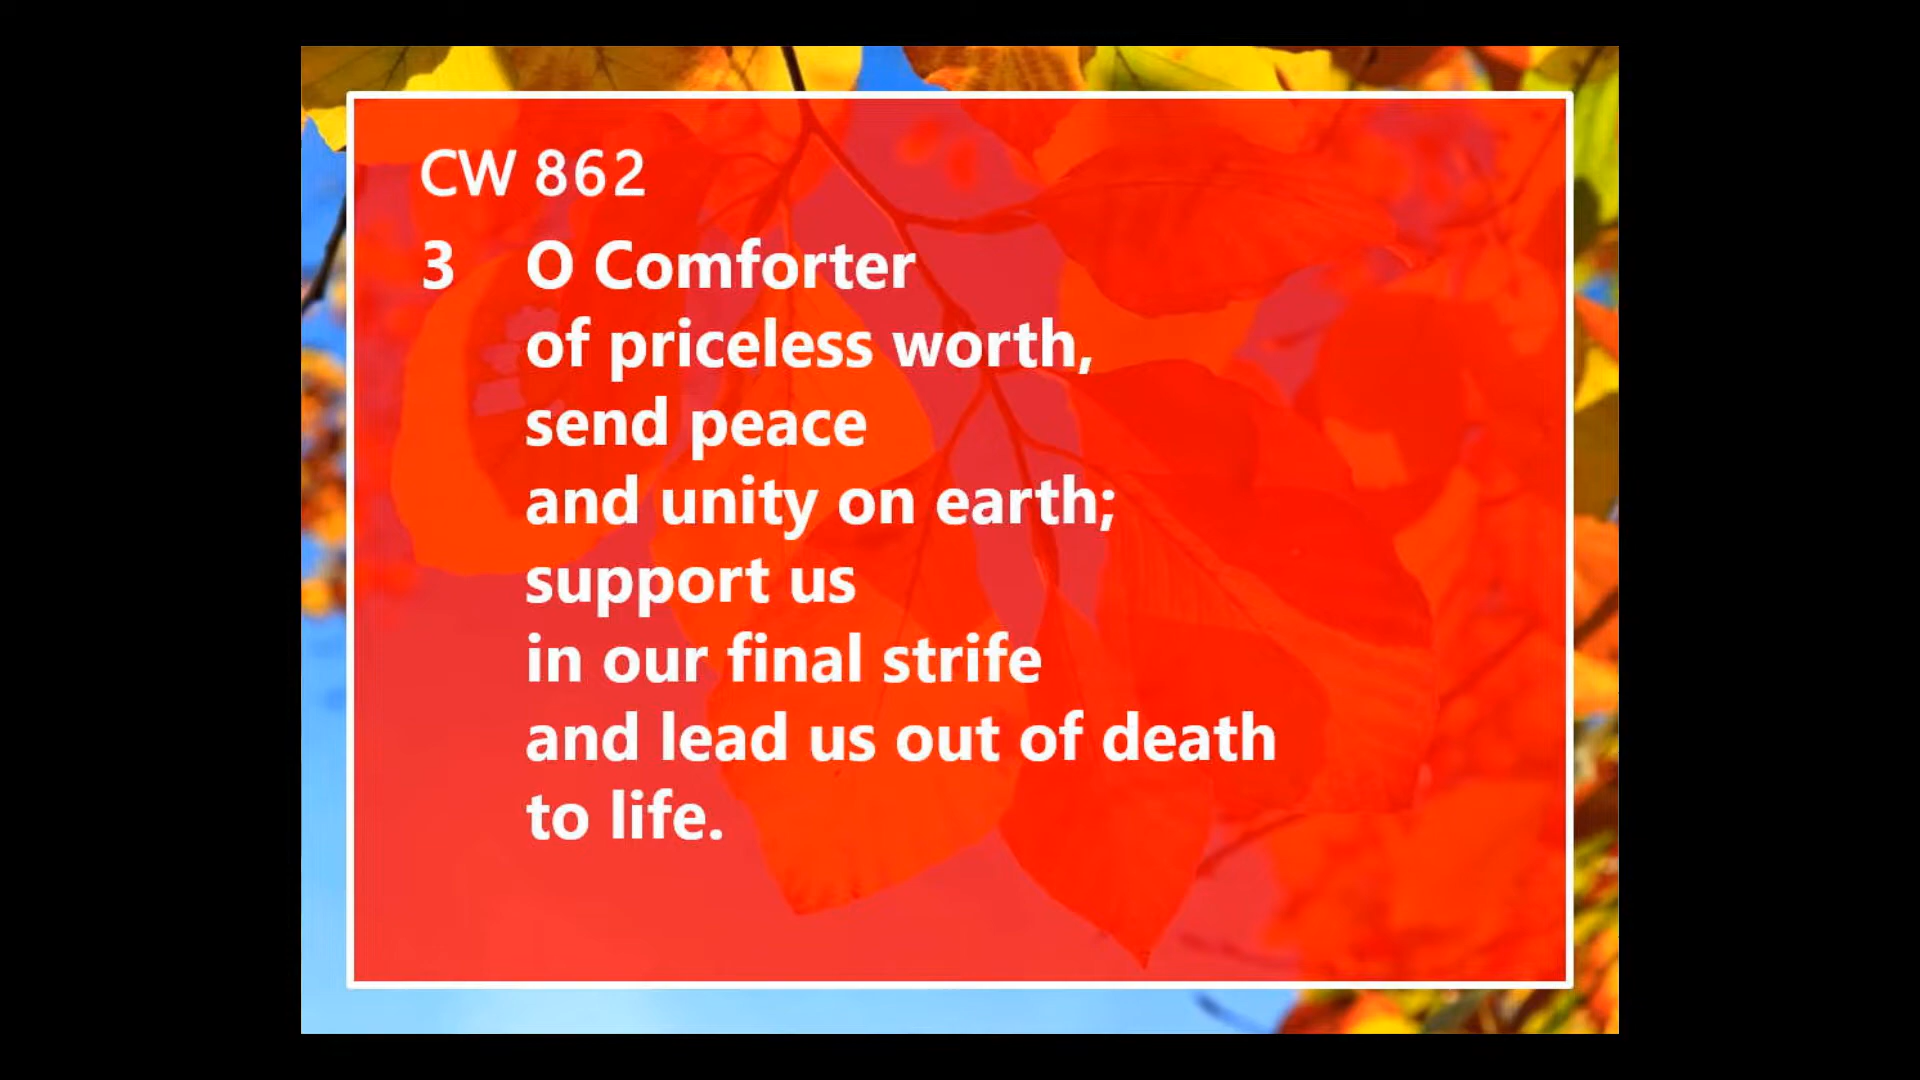 CW 862
3 O Comforter
of priceless worth,
send peace
and unity on earth;
support us
in our final strife
and lead us out of death
to life.